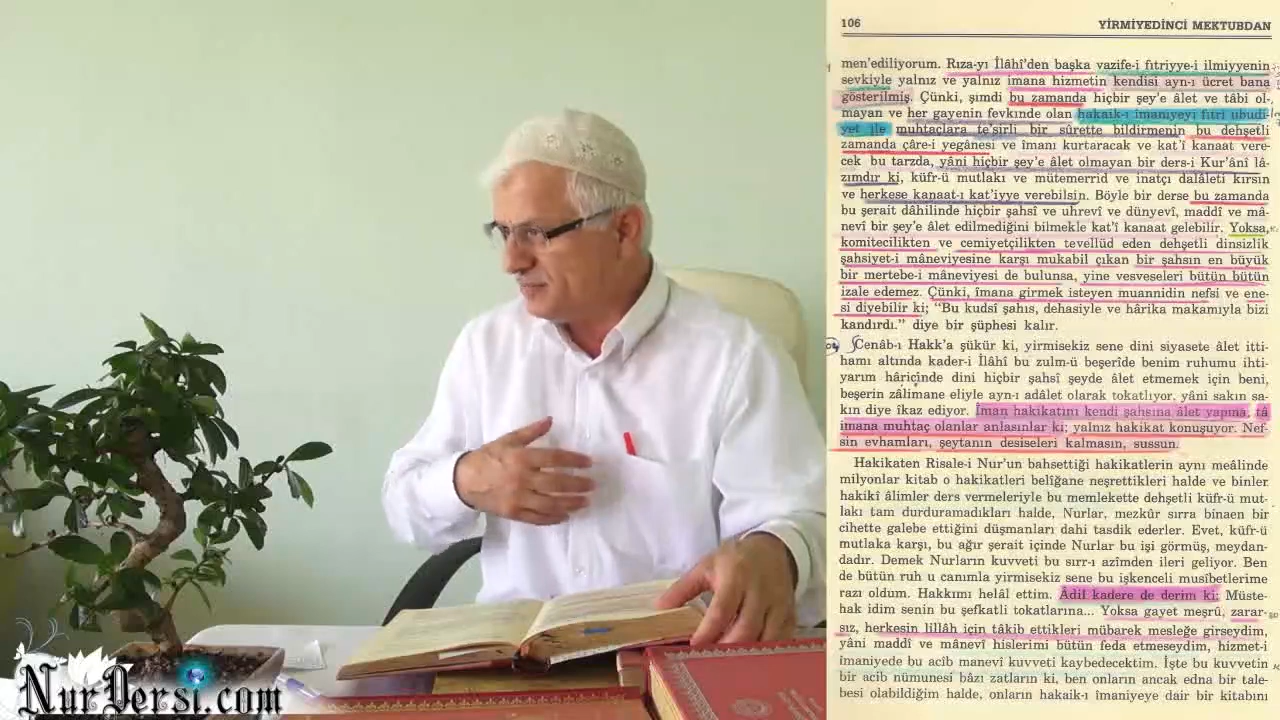 106
YİRMİYEDİNCİ MEKTUBDAN
men'ediliyorum. Rıza-yı İlâhî'den başka vazife-i fıtriyye-i ilmiyyenin
sevkiyle yalnız ve yalnız imana hizmetin kendisi ayn-ı ücret bana
gösterilmiş. Çünki, şimdi bu zamanda hiçbir şey'e âlet ve tâbi ol-
mayan ve her gayenin fevkınde olan hakaik-ı imaniyeyi fıtrî ubudi-
yet ile muhtaçlara te'sirli bir sûrette bildirmenin bu dehşetli
zamanda çâre-i yegânesi ve îmanı kurtaracak ve kat'î kanaat vere-
cek bu tarzda, yâni hiçbir şey'e âlet olmayan bir ders-i Kur'ânî lâ-
zımdır ki, küfr-ü mutlakı ve mütemerrid ve inatçı dalâleti kırsın
ve herkese kanaat-ı kat'iyye verebilsin. Böyle bir derse bu zamanda
bu şerait dâhilinde hiçbir şahsî ve uhrevî ve dünyevî, maddî ve mâ-
nevî bir şey'e âlet edilmediğini bilmekle kat'î kanaat gelebilir. Yoksa,
komitecilikten ve cemiyetçilikten tevellüd eden dehşetli dinsizlik
şahsiyet-i mâneviyesine karşı mukabil çıkan bir şahsın en büyük
bir mertebe-i mâneviyesi de bulunsa, yine vesveseleri bütün bütün
izale edemez. Çünki, îmana girmek isteyen muannidin nefsi ve ene-
si diyebilir ki; "Bu kudsî şahıs, dehasiyle ve hârika makamıyla bizi
kandırdı." diye bir şüphesi kalır.
Cenâb-ı Hakk'a şükür ki, yirmisekiz sene dini siyasete âlet itti-
hamı altında kader-i İlâhî bu zulm-ü beşerîde benim ruhumu ihti-
yarım hâricinde dini hiçbir şahsî şeyde âlet etmemek için beni,
beşerin zâlimane eliyle ayn-ı adâlet olarak tokatlıyor, yâni sakın sa-
kın diye îkaz ediyor. Îman hakikatını kendi şahsına âlet yapma, tâ
imana muhtaç olanlar anlasınlar ki; yalnız hakikat konuşuyor. Nef-
sin evhamları, şeytanın desiseleri kalmasın, sussun.
Hakikaten Risale-i Nur'un bahsettiği hakikatlerin aynı meâlinde
milyonlar kitab o hakikatleri belîğane neşrettikleri halde ve binler
hakikî âlimler ders vermeleriyle bu memlekette dehşetli küfr-ü mut-
lakı tam durduramadıkları halde, Nurlar, mezkûr sırra binaen bir
cihette galebe ettiğini düşmanları dahi tasdik ederler. Evet, küfr-ü
mutlaka karşı, bu ağır şerait içinde Nurlar bu işi görmüş, meydan-
dadır. Demek Nurların kuvveti bu sırr-ı azîmden ileri geliyor. Ben
de bütün ruh u canımla yirmisekiz sene bu işkenceli musîbetlerime
razı oldum. Hakkımı helâl ettim. Âdil kadere de derim ki: Müste-
hak idim senin bu şefkatli tokatlarına... Yoksa gayet meşrû, zarar-
sız, herkesin lillâh için tâkib ettikleri mübarek mesleğe girseydim,
yâni maddî ve mânevî hislerimi bütün feda etmeseydim, hizmet-i
îmaniyede bu acîb manevî kuvveti kaybedecektim. İşte bu kuvvetin
bir acib nümunesi bâzı zatların ki, ben onların ancak edna bir tale-
besi olabildiğim halde, onların hakaik-ı imaniyeye dair bir kitabını
NurDersi.com